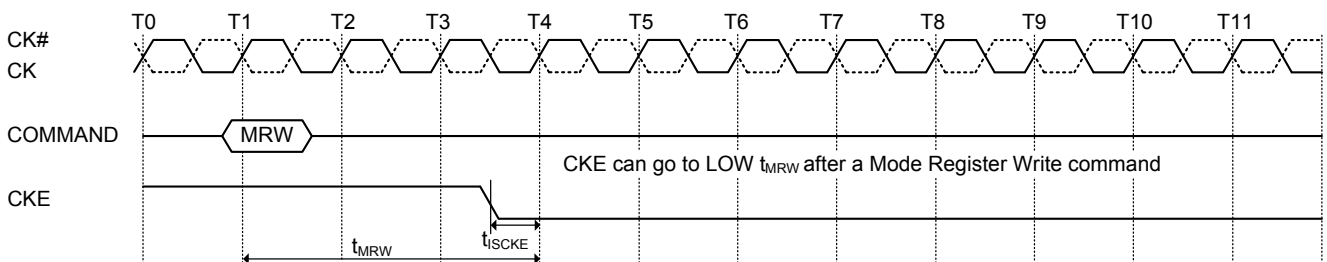 T0 T1 T2 T3 T4 T5 T6 T7 T8 T9 T10 T11
CK#
CK
COMMAND MRW
CKE can go to LOW tMRW after a Mode Register Write command
CKE
tISCKE
tMRW